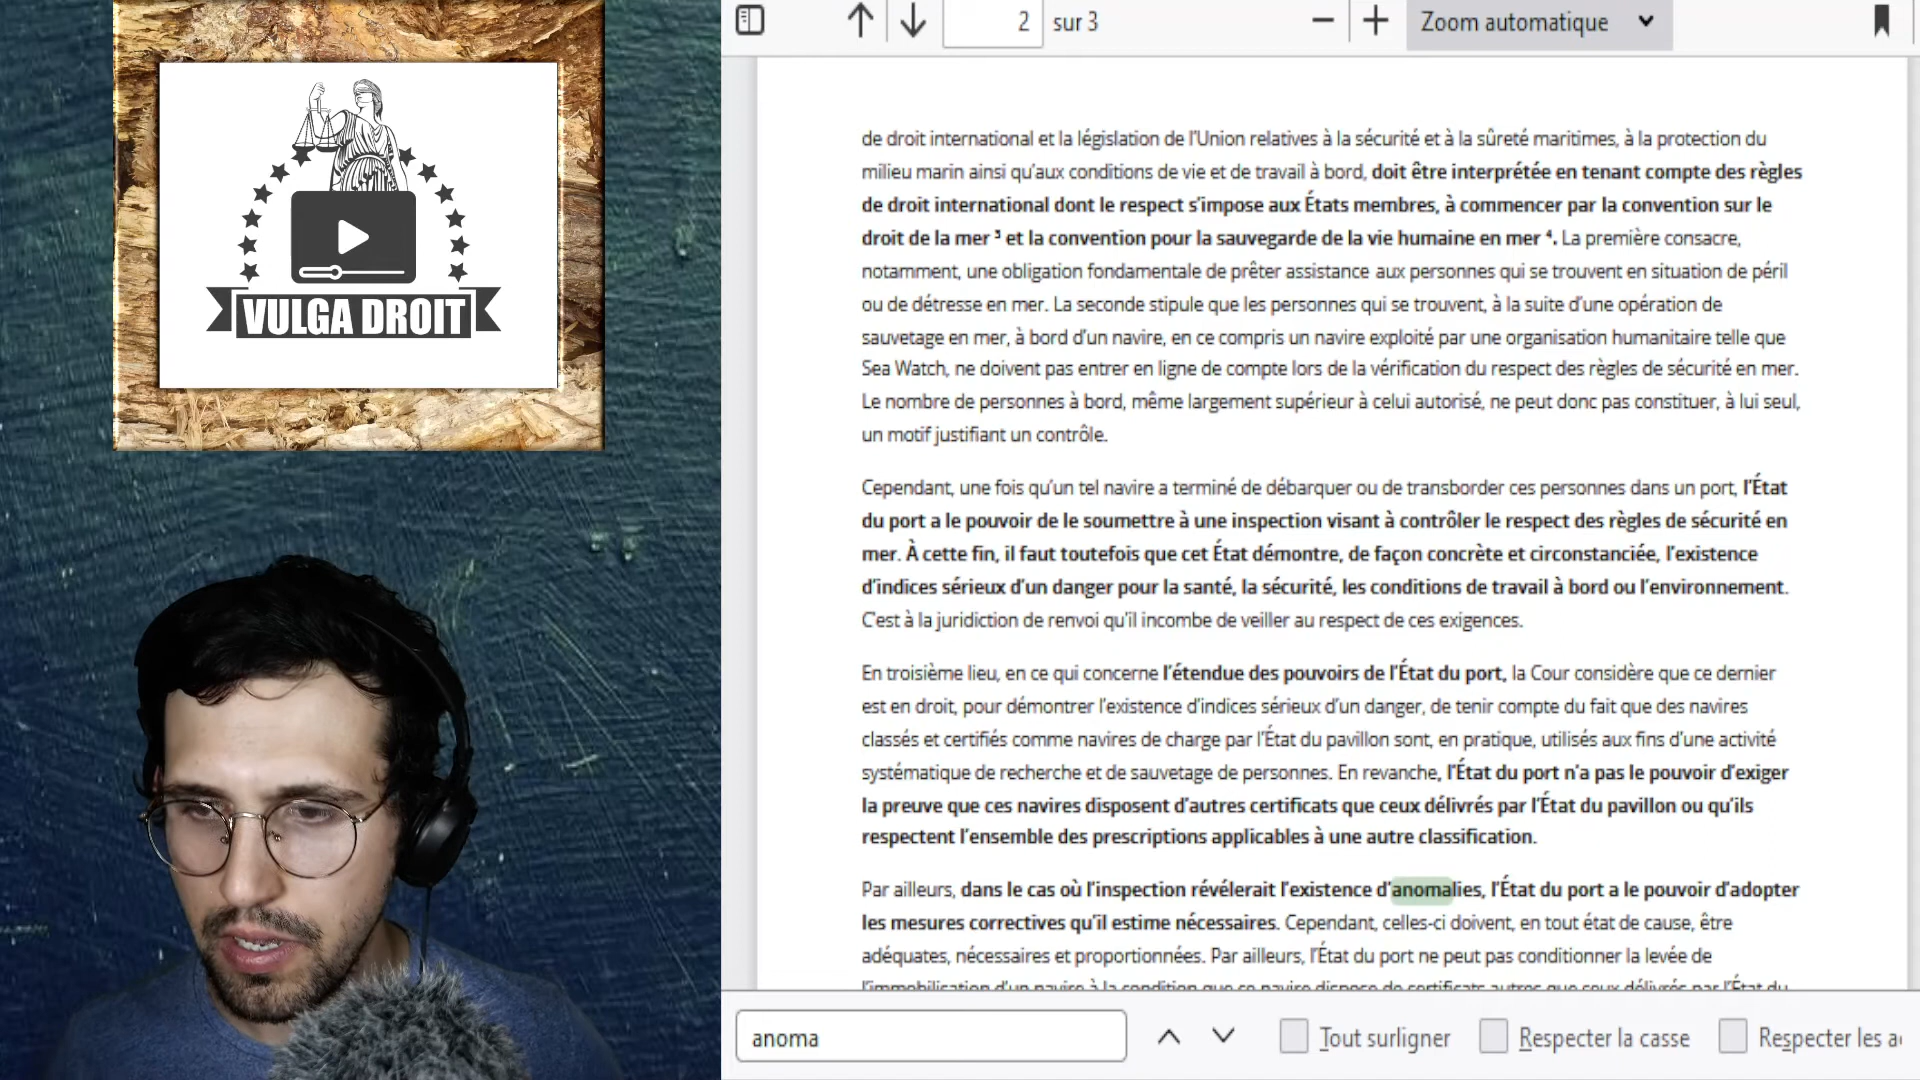 VULGA DROIT
2 sur 3
Zoom automatique
de droit international et la législation de l'Union relatives à la sécurité et à la sûreté maritimes, à la protection du
milieu marin ainsi qu'aux conditions de vie et de travail à bord, doit être interprétée en tenant compte des règles
de droit international dont le respect s'impose aux États membres, à commencer par la convention sur le
droit de la mer ³ et la convention pour la sauvegarde de la vie humaine en mer ⁴. La première consacre,
notamment, une obligation fondamentale de prêter assistance aux personnes qui se trouvent en situation de péril
ou de détresse en mer. La seconde stipule que les personnes qui se trouvent, à la suite d'une opération de
sauvetage en mer, à bord d'un navire, en ce compris un navire exploité par une organisation humanitaire telle que
Sea Watch, ne doivent pas entrer en ligne de compte lors de la vérification du respect des règles de sécurité en mer.
Le nombre de personnes à bord, même largement supérieur à celui autorisé, ne peut donc pas constituer, à lui seul,
un motif justifiant un contrôle.
Cependant, une fois qu'un tel navire a terminé de débarquer ou de transborder ces personnes dans un port, l'État
du port a le pouvoir de le soumettre à une inspection visant à contrôler le respect des règles de sécurité en
mer. À cette fin, il faut toutefois que cet État démontre, de façon concrète et circonstanciée, l'existence
d'indices sérieux d'un danger pour la santé, la sécurité, les conditions de travail à bord ou l'environnement.
C'est à la juridiction de renvoi qu'il incombe de veiller au respect de ces exigences.
En troisième lieu, en ce qui concerne l'étendue des pouvoirs de l'État du port, la Cour considère que ce dernier
est en droit, pour démontrer l'existence d'indices sérieux d'un danger, de tenir compte du fait que des navires
classés et certifiés comme navires de charge par l'État du pavillon sont, en pratique, utilisés aux fins d'une activité
systématique de recherche et de sauvetage de personnes. En revanche, l'État du port n'a pas le pouvoir d'exiger
la preuve que ces navires disposent d'autres certificats que ceux délivrés par l'État du pavillon ou qu'ils
respectent l'ensemble des prescriptions applicables à une autre classification.
Par ailleurs, dans le cas où l'inspection révélerait l'existence d'anomalies, l'État du port a le pouvoir d'adopter
les mesures correctives qu'il estime nécessaires. Cependant, celles-ci doivent, en tout état de cause, être
adéquates, nécessaires et proportionnées. Par ailleurs, l'État du port ne peut pas conditionner la levée de
l'immobilisation d'un navire à la condition que ce navire dispose de certificats autres que ceux délivrés par l'État du
anoma
Tout surligner
Respecter la casse
Respecter les a